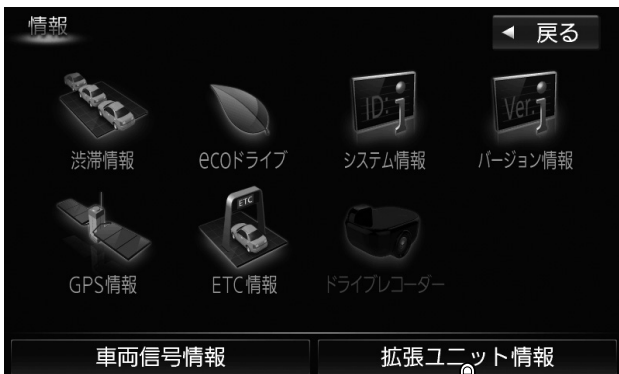 情報
◀ 戻る
渋滞情報
ecoドライブ
システム情報
バージョン情報
GPS情報
ETC情報
ドライブレコーダー
車両信号情報
拡張ユニット情報
ID:
Ver.
ETC